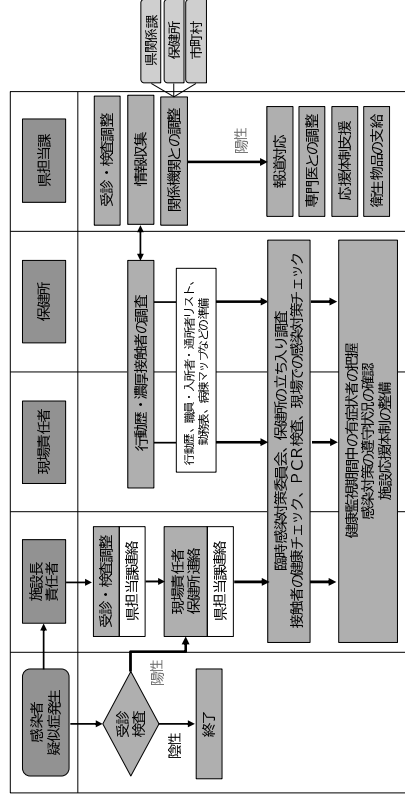 感染者
疑似症発生
受診
検査
陰性
陽性
終了
施設長
責任者
受診・検査調整
県担当課連絡
現場責任者
保健所連絡
県担当課連絡
現場責任者
保健所
行動歴・濃厚接触者の調査
行動歴、職員・入所者・通所者リスト、
勤務表、病棟マップなどの準備
臨時感染対策委員会、保健所の立ち入り調査
接触者の健康チェック、PCR検査、現場での感染対策チェック
健康監視期間中の有症状者の把握
感染対策の遵守状況の確認
施設応援体制の整備
県担当課
受診・検査調整
情報収集
関係機関との調整
県関係課
保健所
市町村
陽性
報道対応
専門医との調整
応援体制支援
衛生物品の支給